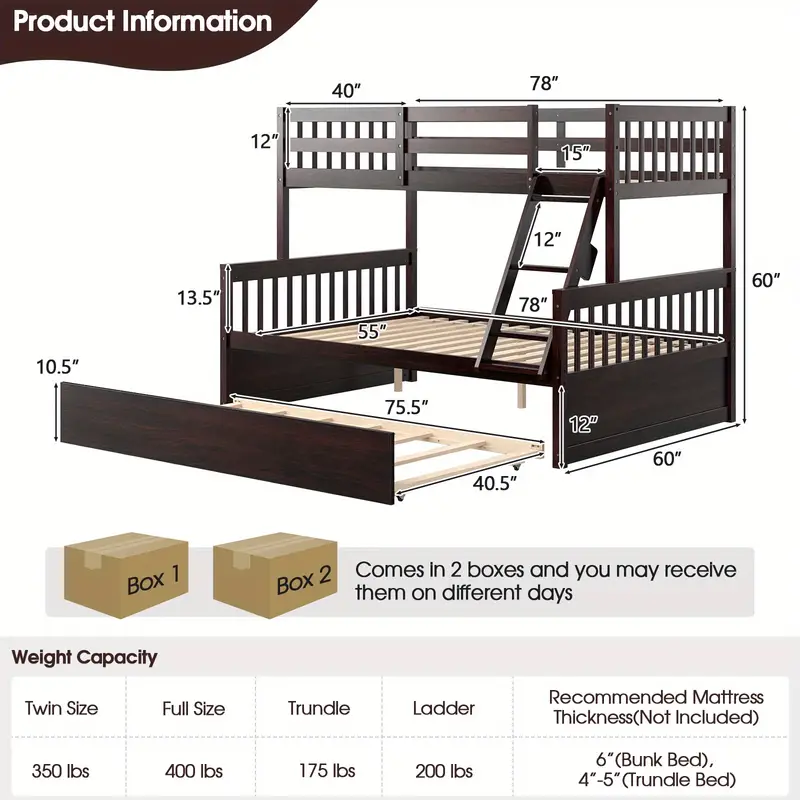 Product Information
40”
78”
12”
15”
12”
13.5”
78”
60”
55”
10.5”
75.5”
12”
40.5”
60”
Box 1
Box 2
Comes in 2 boxes and you may receive
them on different days
Weight Capacity
Twin Size
Full Size
Trundle
Ladder
Recommended Mattress
Thickness(Not Included)
350 lbs
400 lbs
175 lbs
200 lbs
6”(Bunk Bed),
4”-5”(Trundle Bed)